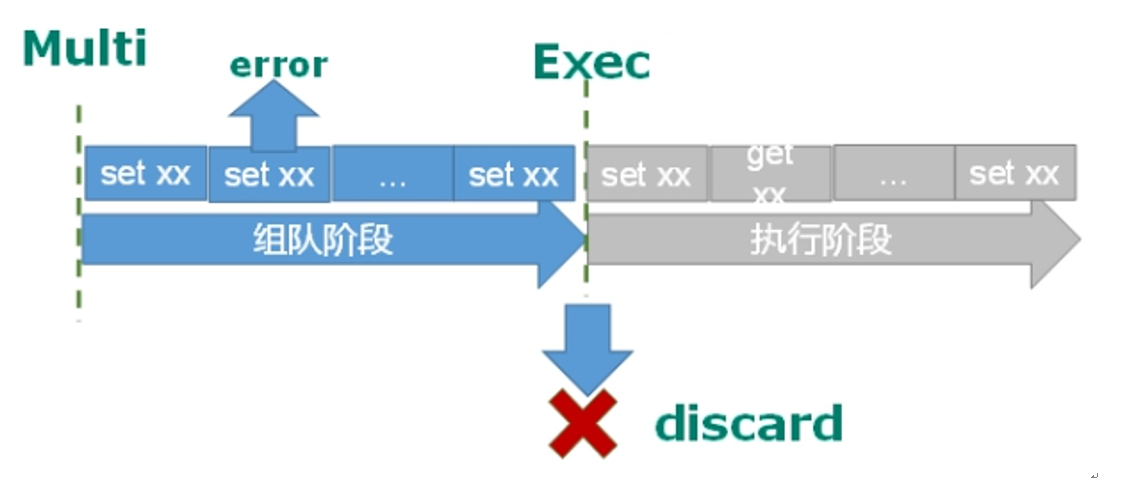 Multi
error
Exec
set xx
set xx
...
set xx
set xx
get
xx
...
set xx
组队阶段
执行阶段
discard